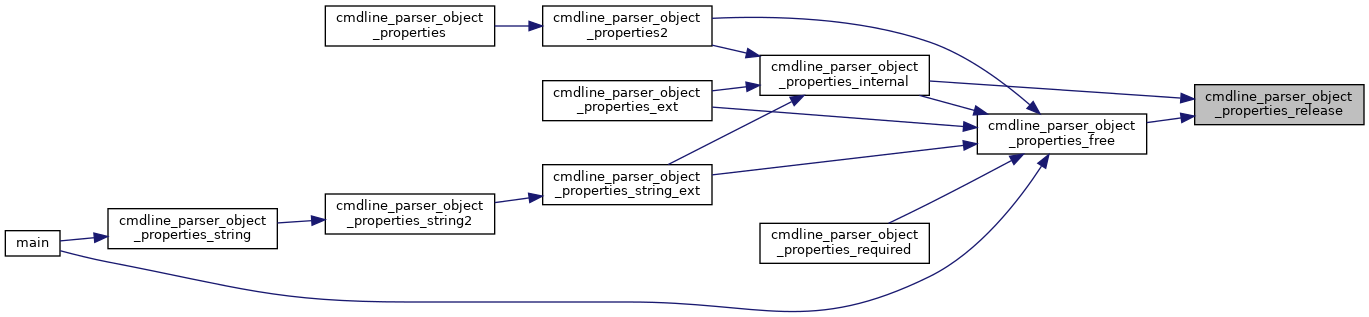 cmdline_parser_object
_properties
cmdline_parser_object
_properties2
cmdline_parser_object
_properties_internal
cmdline_parser_object
_properties_ext
cmdline_parser_object
_properties_release
cmdline_parser_object
_properties_free
cmdline_parser_object
_properties_string_ext
cmdline_parser_object
_properties_string2
cmdline_parser_object
_properties_string
main
cmdline_parser_object
_properties_required